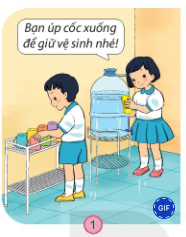 Bạn úp cốc xuống
để giữ vệ sinh nhé!
GIF
1